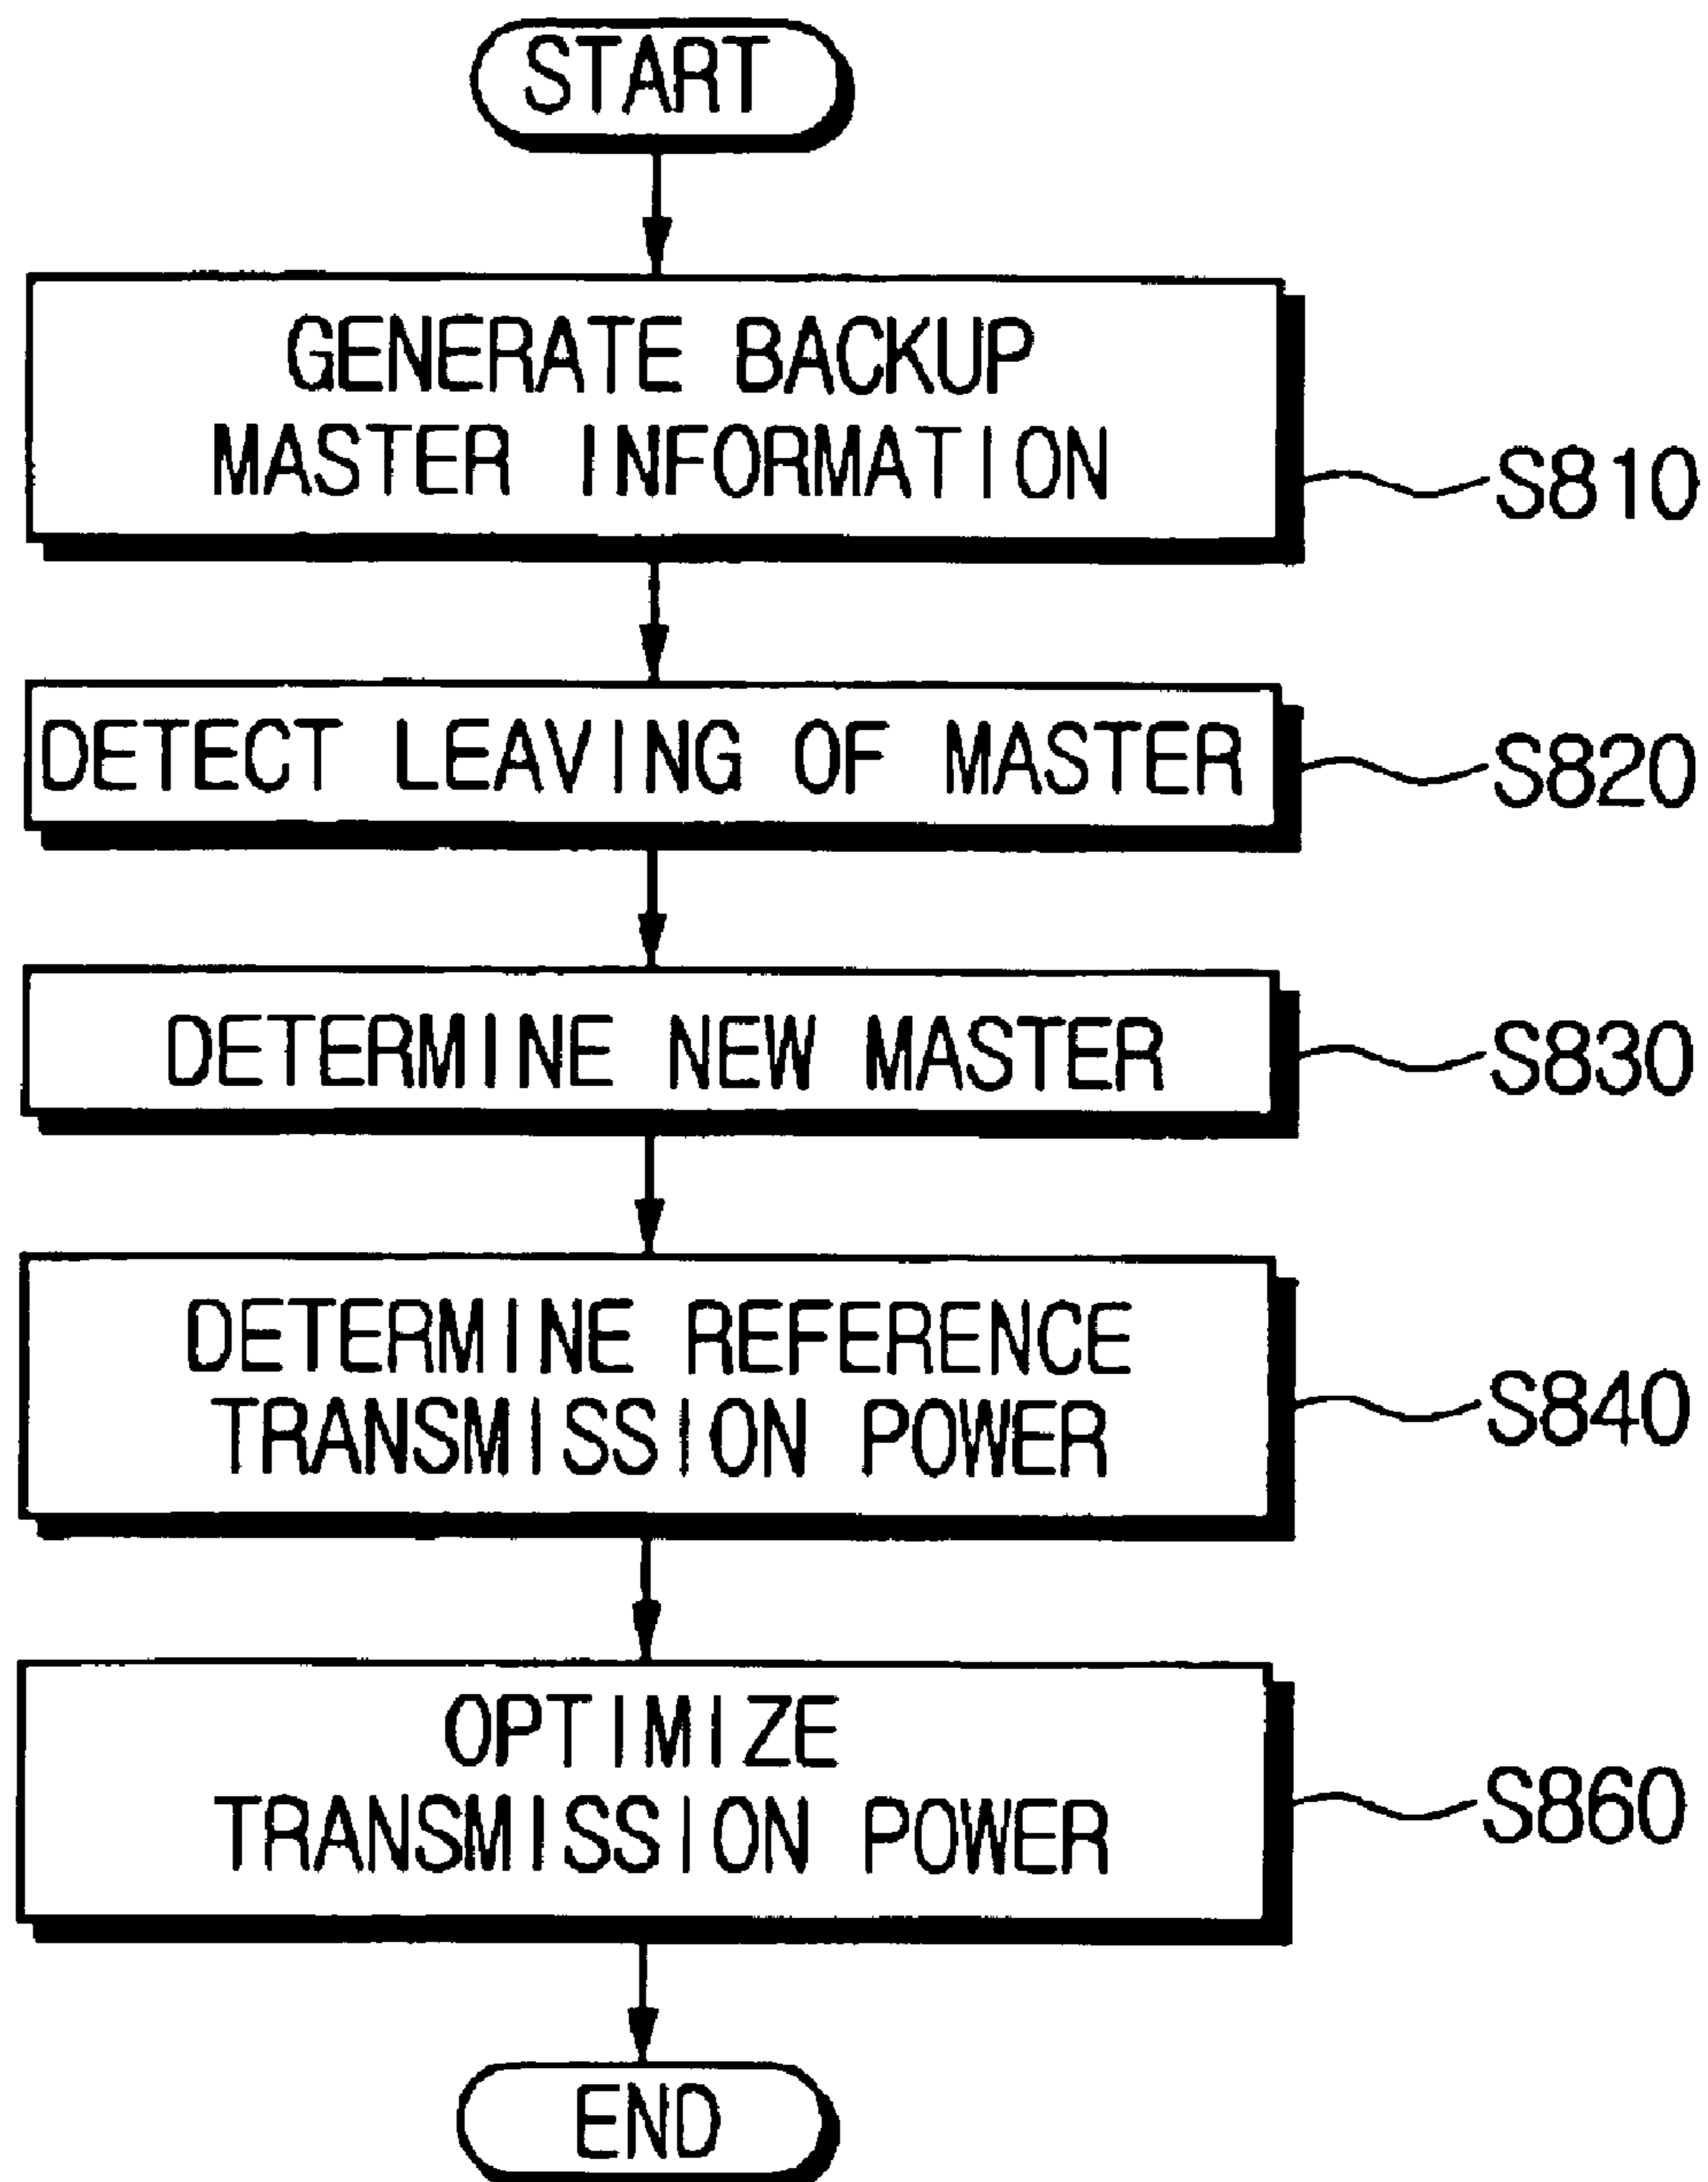 START
GENERATE BACKUP
MASTER INFORMATION
S810
DETECT LEAVING OF MASTER
S820
DETERMINE NEW MASTER
S830
DETERMINE REFERENCE
TRANSMISSION POWER
S840
OPTIMIZE
TRANSMISSION POWER
S860
END